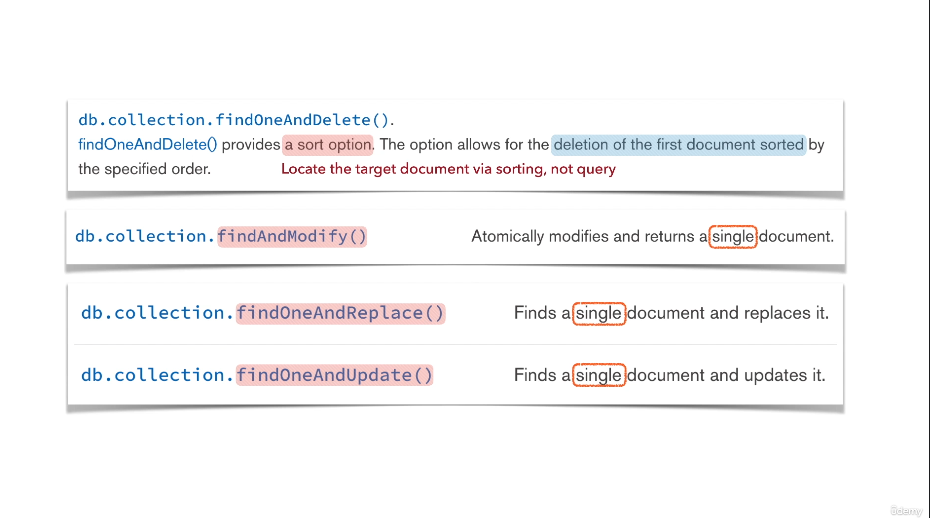 db.collection.findOneAndDelete().
findOneAndDelete() provides a sort option. The option allows for the deletion of the first document sorted by
the specified order. Locate the target document via sorting, not query
db.collection.findAndModify() Atomically modifies and returns a single document.
db.collection.findOneAndReplace() Finds a single document and replaces it.
db.collection.findOneAndUpdate() Finds a single document and updates it.
ûdemy